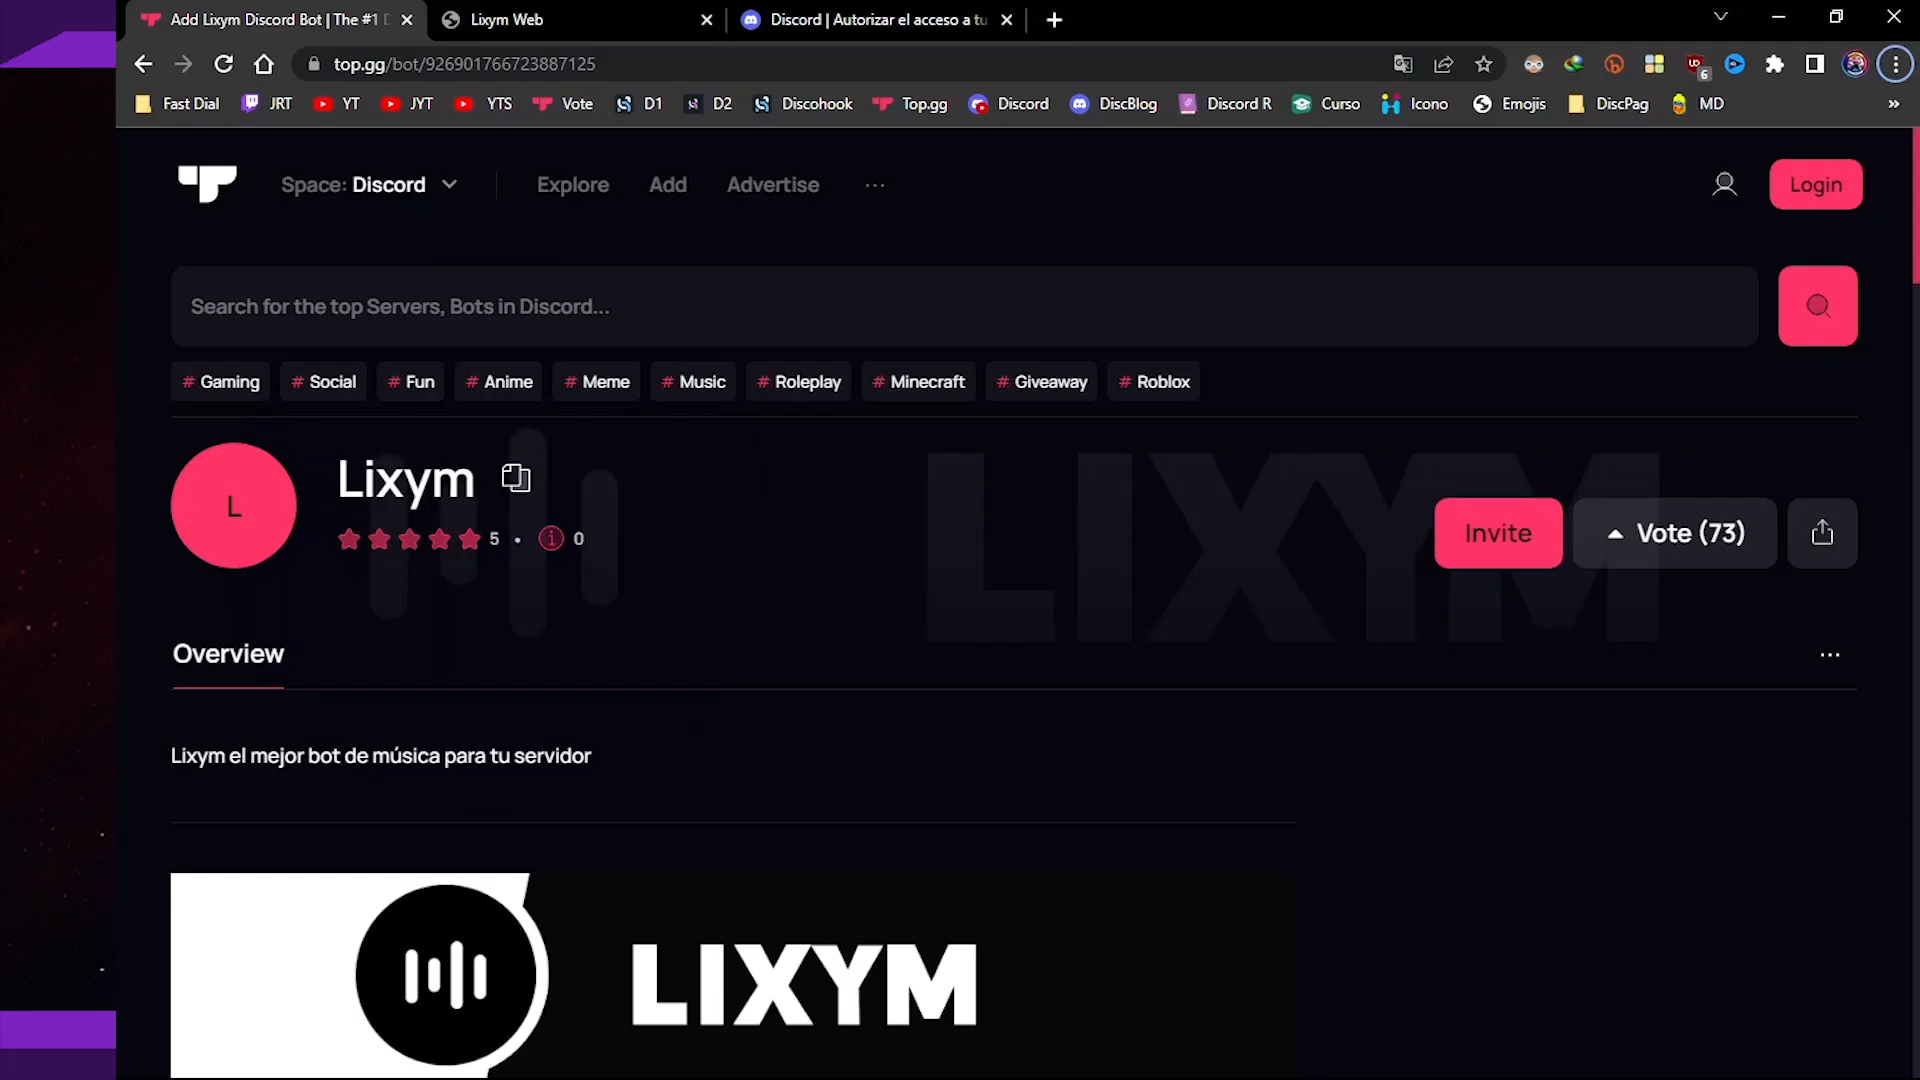 Add Lixym Discord Bot | The #1 D
Lixym Web
Discord | Autorizar el acceso a tu
top.gg/bot/926901766723887125
6
Fast Dial
JRT
YT
JYT
YTS
Vote
D1
D2
Discohook
Top.gg
Discord
DiscBlog
Discord R
Curso
Icono
Emojis
DiscPag
MD
»
Space: Discord
Explore
Add
Advertise
...
Login
Search for the top Servers, Bots in Discord...
# Gaming
# Social
# Fun
# Anime
# Meme
# Music
# Roleplay
# Minecraft
# Giveaway
# Roblox
L
Lixym
5 • 0
LIXYM
Invite
Vote (73)
Overview
...
Lixym el mejor bot de música para tu servidor
LIXYM